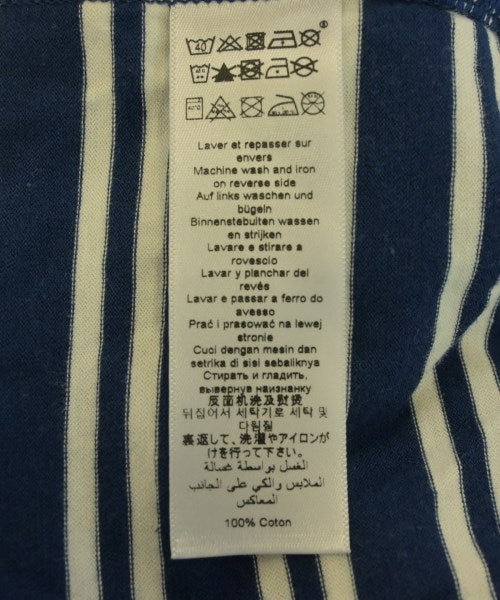 40
Laver et repasser sur
envers
Machine wash and iron
on reverse side
Auf links waschen und
bügeln
Binnenstebuiten wassen
en strijken
Lavare e stirare a
rovescio
Lavar y planchar del
revés
Lavar e passar a ferro do
avesso
Prać i prasować na lewej
stronie
Cuci dengan mesin dan
setrika di sisi sebaliknya
Стирать и гладить,
вывернув наизнанку
反面机洗及熨烫
뒤집어서 세탁기로 세탁 및
다림질
裏返して、洗濯やアイロンが
けを行って下さい。
الغسل بواسطة غسالة
الملابس والكي على الجانب
المعاكس
100% Coton